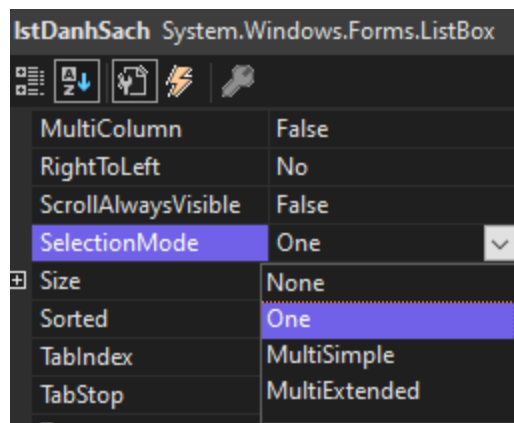 lstDanhSach System.Windows.Forms.ListBox
MultiColumn False
RightToLeft No
ScrollAlwaysVisible False
SelectionMode One
Size None
Sorted One
TabIndex MultiSimple
TabStop MultiExtended